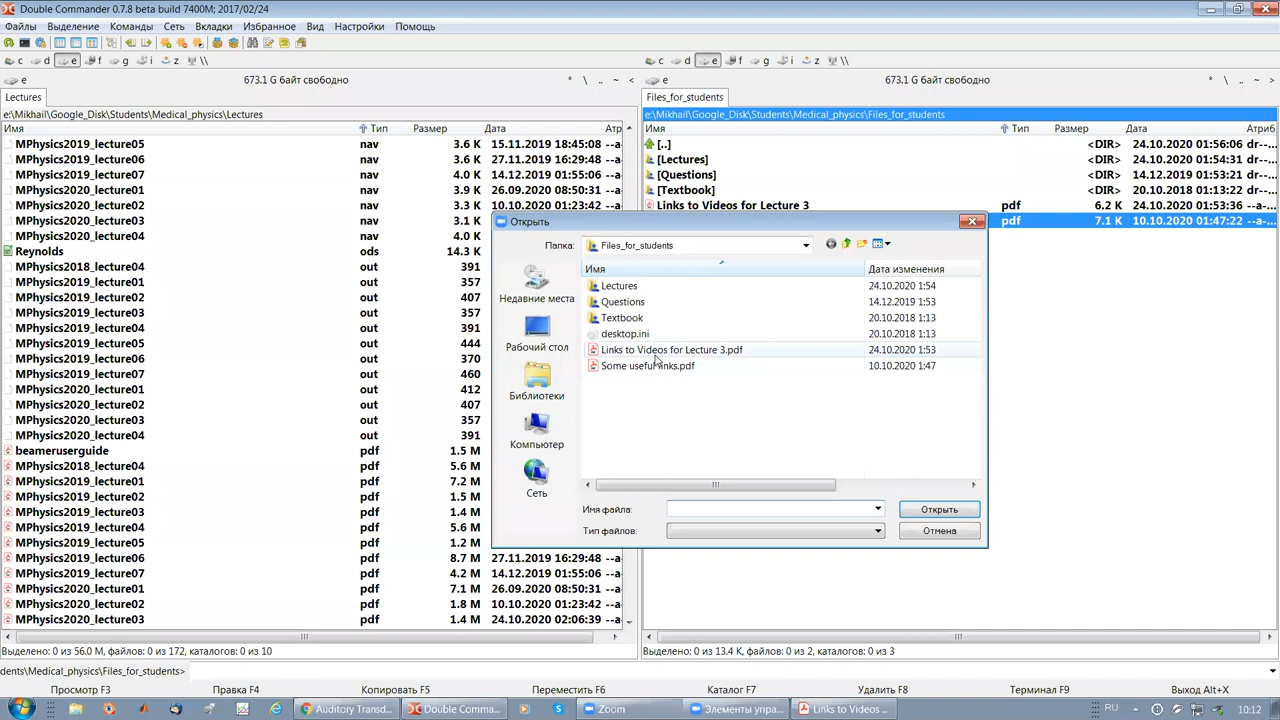 Double Commander 0.7.8 beta build 7400M; 2017/02/24
Файлы Выделение Команды Сеть Вкладки Избранное Вид Настройки Помощь
c d e f g i z \\ c d e f g i z \\
e 673.1 G байт свободно * \ .. ~ < e 673.1 G байт свободно * \ .. ~ >
Lectures Files_for_students
e:\Mikhail\Google_Disk\Students\Medical_physics\Lectures e:\Mikhail\Google_Disk\Students\Medical_physics\Files_for_students
Имя Тип Размер Дата Атр Имя Тип Размер Дата Атриб
MPhysics2019_lecture05 nav 3.6 K 15.11.2019 18:45:08 --a- [..] <DIR> 24.10.2020 01:56:06 dr--
MPhysics2019_lecture06 nav 3.6 K 27.11.2019 16:29:48 --a- [Lectures] <DIR> 24.10.2020 01:54:31 dr--
MPhysics2019_lecture07 nav 4.0 K 14.12.2019 01:55:06 --a- [Questions] <DIR> 14.12.2019 01:53:21 dr--
MPhysics2020_lecture01 nav 3.9 K 26.09.2020 08:50:31 --a- [Textbook] <DIR> 20.10.2018 01:13:22 dr--
MPhysics2020_lecture02 nav 3.3 K 10.10.2020 01:23:42 --a- Links to Videos for Lecture 3 pdf 6.2 K 24.10.2020 01:53:36 --a-
MPhysics2020_lecture03 nav 3.1 K pdf 7.1 K 10.10.2020 01:47:22 --a-
MPhysics2020_lecture04 nav 4.0 K
Reynolds ods 14.3 K
MPhysics2018_lecture04 out 391
MPhysics2019_lecture01 out 357
MPhysics2019_lecture02 out 407
MPhysics2019_lecture03 out 357
MPhysics2019_lecture04 out 391
MPhysics2019_lecture05 out 444
MPhysics2019_lecture06 out 370
MPhysics2019_lecture07 out 460
MPhysics2020_lecture01 out 412
MPhysics2020_lecture02 out 407
MPhysics2020_lecture03 out 357
MPhysics2020_lecture04 out 391
beameruserguide pdf 1.5 M
MPhysics2018_lecture04 pdf 5.6 M
MPhysics2019_lecture01 pdf 7.2 M
MPhysics2019_lecture02 pdf 1.5 M
MPhysics2019_lecture03 pdf 1.4 M
MPhysics2019_lecture04 pdf 5.6 M
MPhysics2019_lecture05 pdf 1.2 M
MPhysics2019_lecture06 pdf 8.7 M 27.11.2019 16:29:48 --a-
MPhysics2019_lecture07 pdf 4.2 M 14.12.2019 01:55:06 --a-
MPhysics2020_lecture01 pdf 7.1 M 26.09.2020 08:50:31 --a-
MPhysics2020_lecture02 pdf 1.8 M 10.10.2020 01:23:42 --a-
MPhysics2020_lecture03 pdf 1.4 M 24.10.2020 02:06:39 --a-
Открыть
Папка: Files_for_students
Имя Дата изменения
Lectures 24.10.2020 1:54
Questions 14.12.2019 1:53
Textbook 20.10.2018 1:13
desktop.ini 20.10.2018 1:13
Links to Videos for Lecture 3.pdf 24.10.2020 1:53
Some useful links.pdf 10.10.2020 1:47
Недавние места
Рабочий стол
Библиотеки
Компьютер
Сеть
Имя файла: Открыть
Тип файлов: Отмена
Выделено: 0 из 56.0 M, файлы: 0 из 172, каталогов: 0 из 10 Выделено: 0 из 13.4 K, файлы: 0 из 2, каталогов: 0 из 3
dents\Medical_physics\Files_for_students>
Просмотр F3 Правка F4 Копировать F5 Переместить F6 Каталог F7 Удалить F8 Терминал F9 Выход Alt+X
Auditory Transd... Double Comma... Zoom Элементы упра... Links to Videos ... RU 10:12